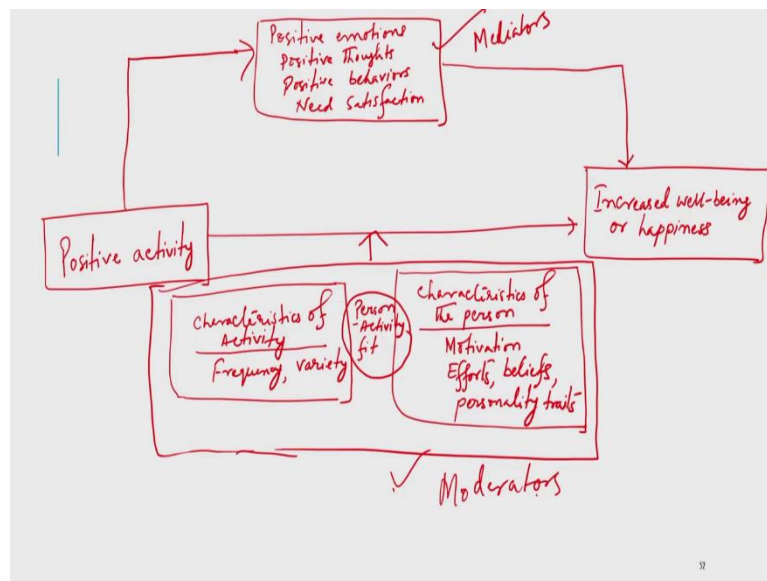 Positive emotions
Positive Thoughts
Positive behaviors
Need Satisfaction
Mediators
Positive activity
Increased well-being
or happiness
Characteristics of
Activity
Frequency, variety
Person
-Activity
fit
Characteristics of
the person
Motivation
Efforts, beliefs,
personality traits
Moderators
52